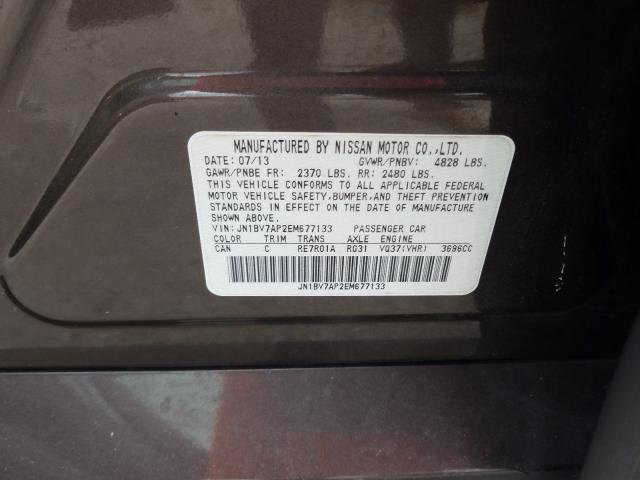 MANUFACTURED BY NISSAN MOTOR CO.,LTD.
DATE: 07/13 GVWR/PNBV: 4828 LBS.
GAWR/PNBE FR: 2370 LBS. RR: 2480 LBS.
THIS VEHICLE CONFORMS TO ALL APPLICABLE FEDERAL
MOTOR VEHICLE SAFETY,BUMPER,AND THEFT PREVENTION
STANDARDS IN EFFECT ON THE DATE OF MANUFACTURE
SHOWN ABOVE.
VIN: JN1BV7AP2EM677133 PASSENGER CAR
COLOR TRIM TRANS AXLE ENGINE
CAN C RE7R01A RG31 VQ37(VHR) 3696CC
JN1BV7AP2EM677133